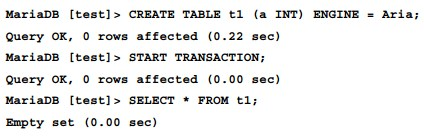 MariaDB [test]> CREATE TABLE t1 (a INT) ENGINE = Aria;
Query OK, 0 rows affected (0.22 sec)
MariaDB [test]> START TRANSACTION;
Query OK, 0 rows affected (0.00 sec)
MariaDB [test]> SELECT * FROM t1;
Empty set (0.00 sec)